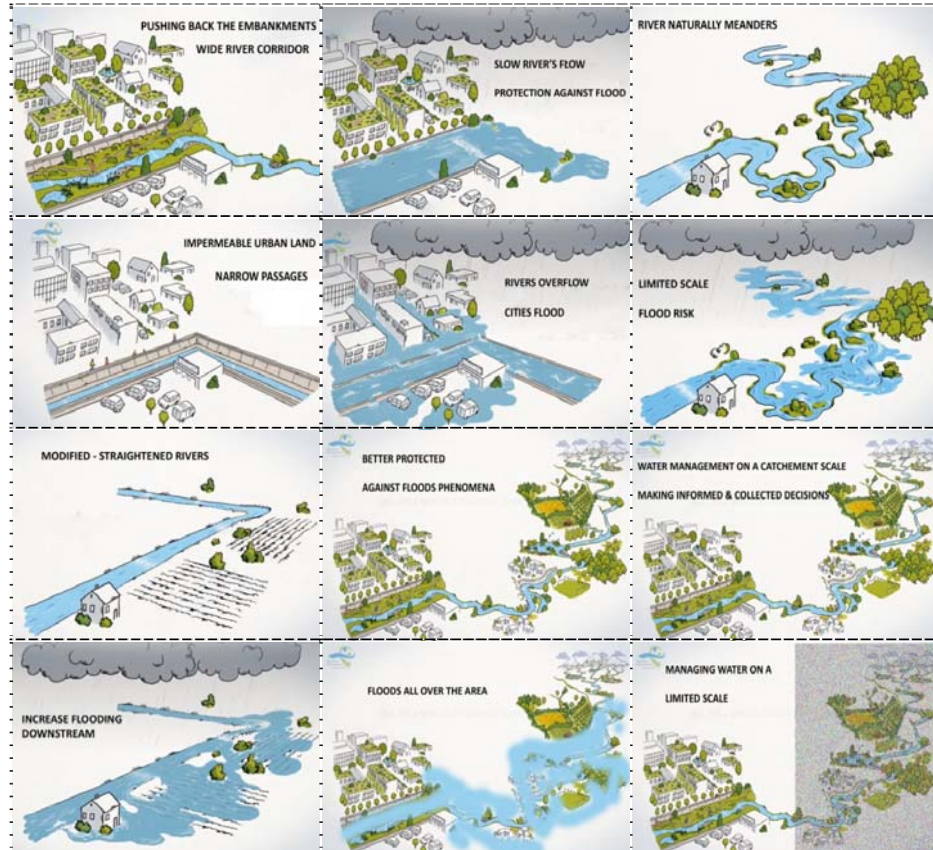 PUSHING BACK THE EMBANKMENTS
WIDE RIVER CORRIDOR
SLOW RIVER'S FLOW
PROTECTION AGAINST FLOOD
RIVER NATURALLY MEANDERS
IMPERMEABLE URBAN LAND
NARROW PASSAGES
RIVERS OVERFLOW
CITIES FLOOD
LIMITED SCALE
FLOOD RISK
MODIFIED - STRAIGHTENED RIVERS
BETTER PROTECTED
AGAINST FLOODS PHENOMENA
WATER MANAGEMENT ON A CATCHEMENT SCALE
MAKING INFORMED & COLLECTED DECISIONS
INCREASE FLOODING
DOWNSTREAM
FLOODS ALL OVER THE AREA
MANAGING WATER ON A
LIMITED SCALE